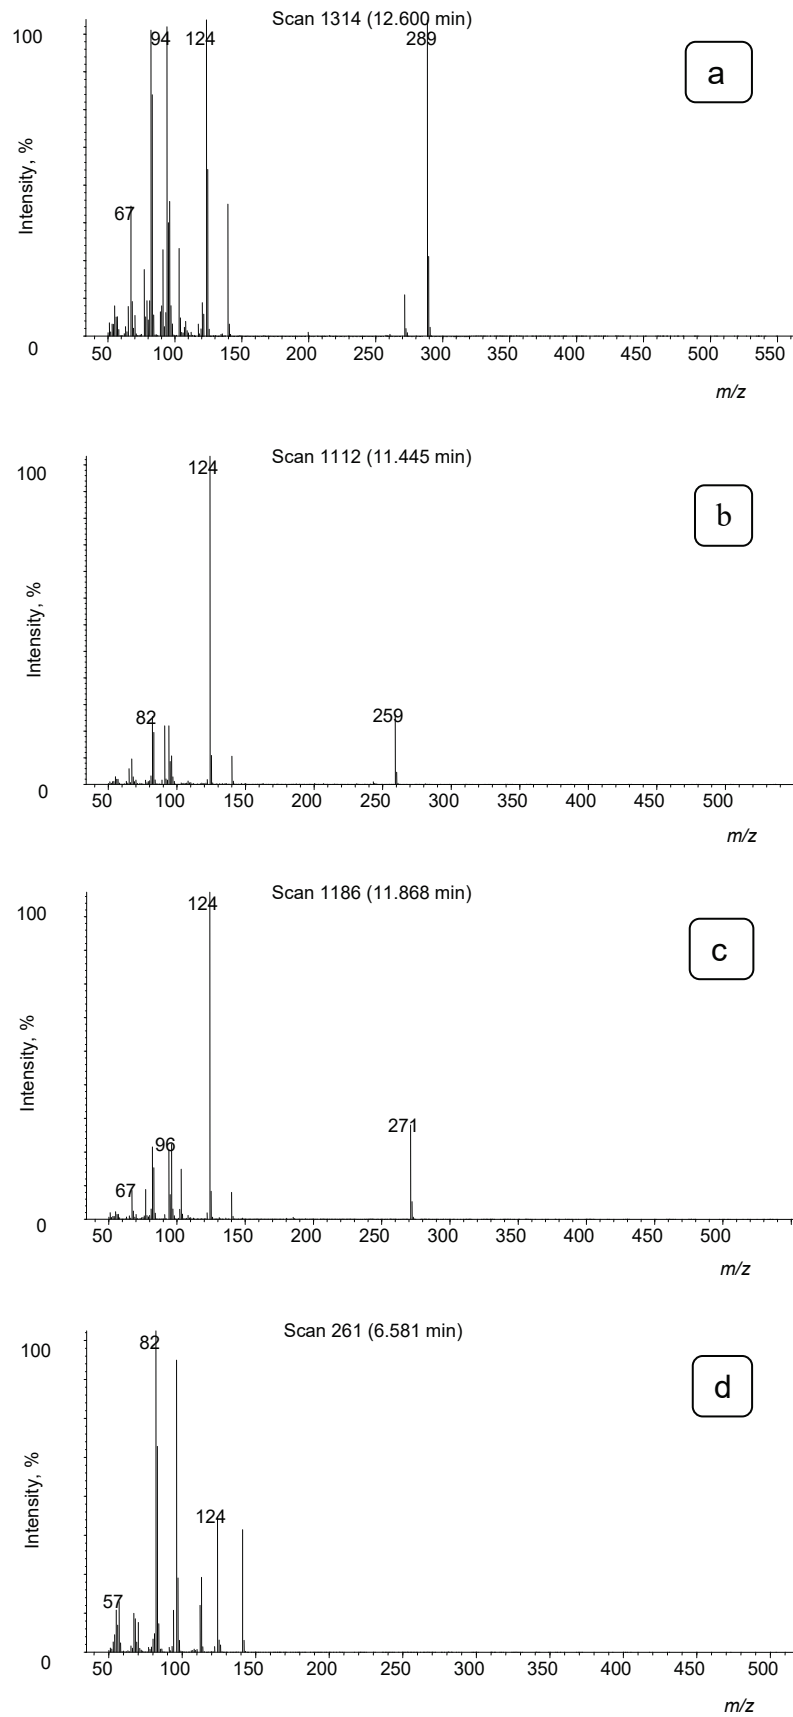 Scan 1314 (12.600 min)
100
94
124
289
a
67
Intensity, %
0
50 100 150 200 250 300 350 400 450 500 550
m/z
Scan 1112 (11.445 min)
100
124
b
82
259
Intensity, %
0
50 100 150 200 250 300 350 400 450 500
m/z
Scan 1186 (11.868 min)
100
124
c
271
96
67
Intensity, %
0
50 100 150 200 250 300 350 400 450 500
m/z
Scan 261 (6.581 min)
100
82
d
124
57
Intensity, %
0
50 100 150 200 250 300 350 400 450 500
m/z